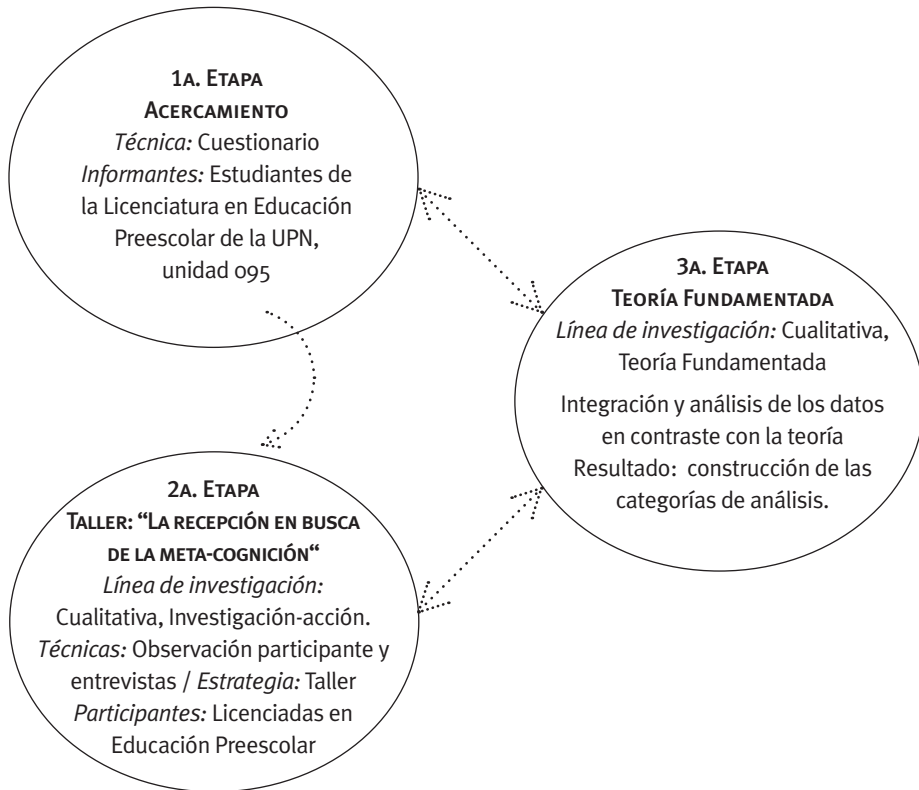 1A. ETAPA
ACERCAMIENTO
Técnica: Cuestionario
Informantes: Estudiantes de
la Licenciatura en Educación
Preescolar de la UPN,
unidad 095
2A. ETAPA
TALLER: “LA RECEPCIÓN EN BUSCA
DE LA META-COGNICIÓN“
Línea de investigación:
Cualitativa, Investigación-acción.
Técnicas: Observación participante y
entrevistas / Estrategia: Taller
Participantes: Licenciadas en
Educación Preescolar
3A. ETAPA
TEORÍA FUNDAMENTADA
Línea de investigación: Cualitativa,
Teoría Fundamentada
Integración y análisis de los datos
en contraste con la teoría
Resultado: construcción de las
categorías de análisis.